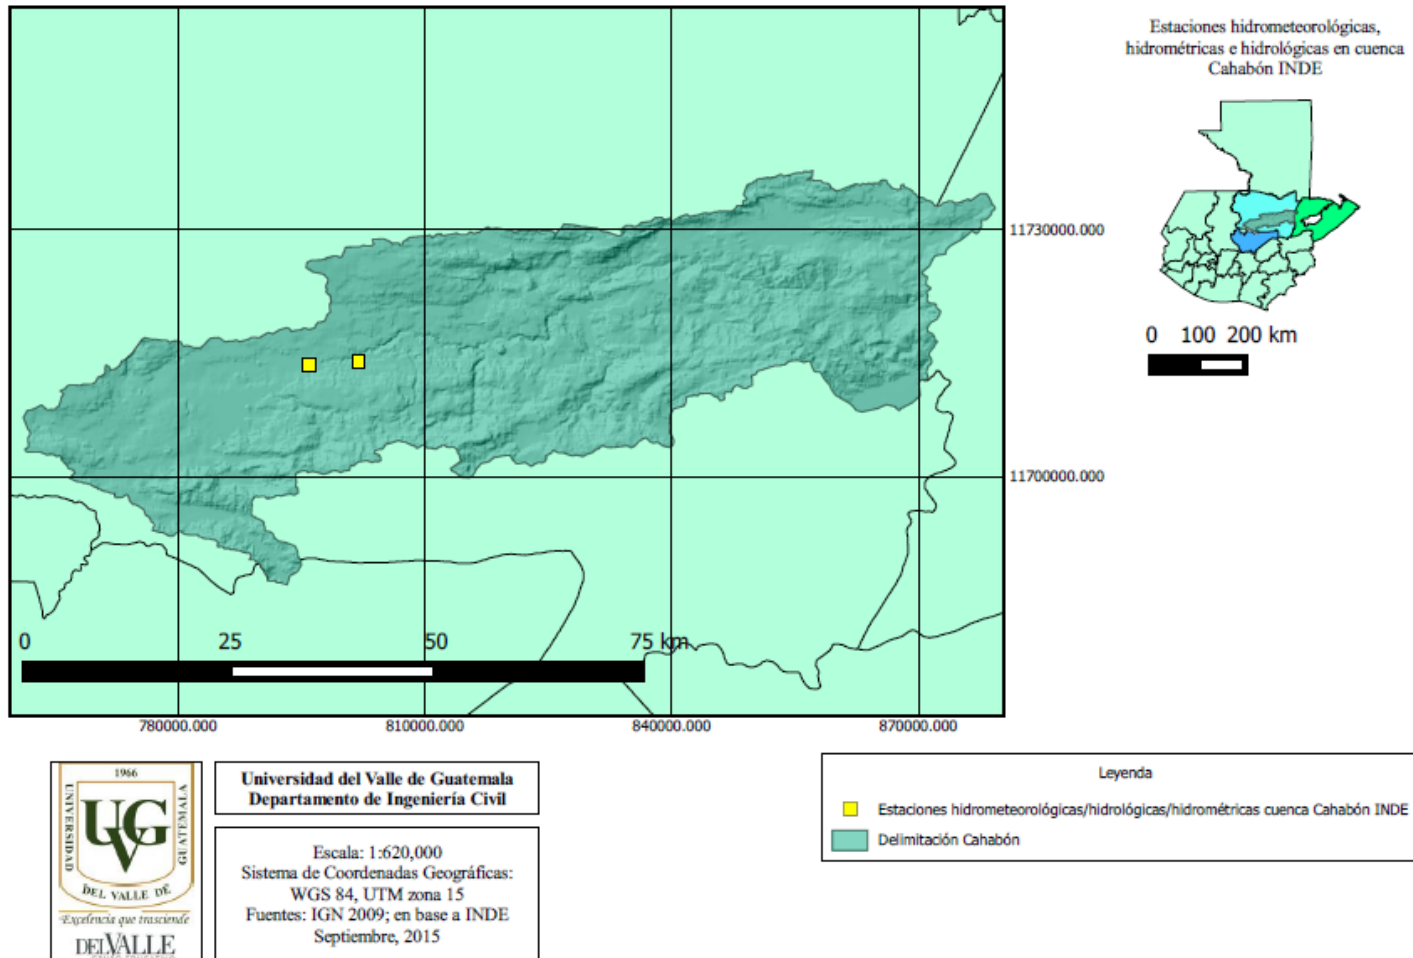 Estaciones hidrometeorológicas,
hidrométricas e hidrológicas en cuenca
Cahabón INDE
0 100 200 km
11730000.000
11700000.000
0 25 50 75 km
780000.000 810000.000 840000.000 870000.000
1966
UNIVERSIDAD
UVG
GUATEMALA
DEL VALLE DE
Excelencia que trasciende
DEL VALLE
Universidad del Valle de Guatemala
Departamento de Ingeniería Civil
Escala: 1:620,000
Sistema de Coordenadas Geográficas:
WGS 84, UTM zona 15
Fuentes: IGN 2009; en base a INDE
Septiembre, 2015
Leyenda
Estaciones hidrometeorológicas/hidrológicas/hidrométricas cuenca Cahabón INDE
Delimitación Cahabón